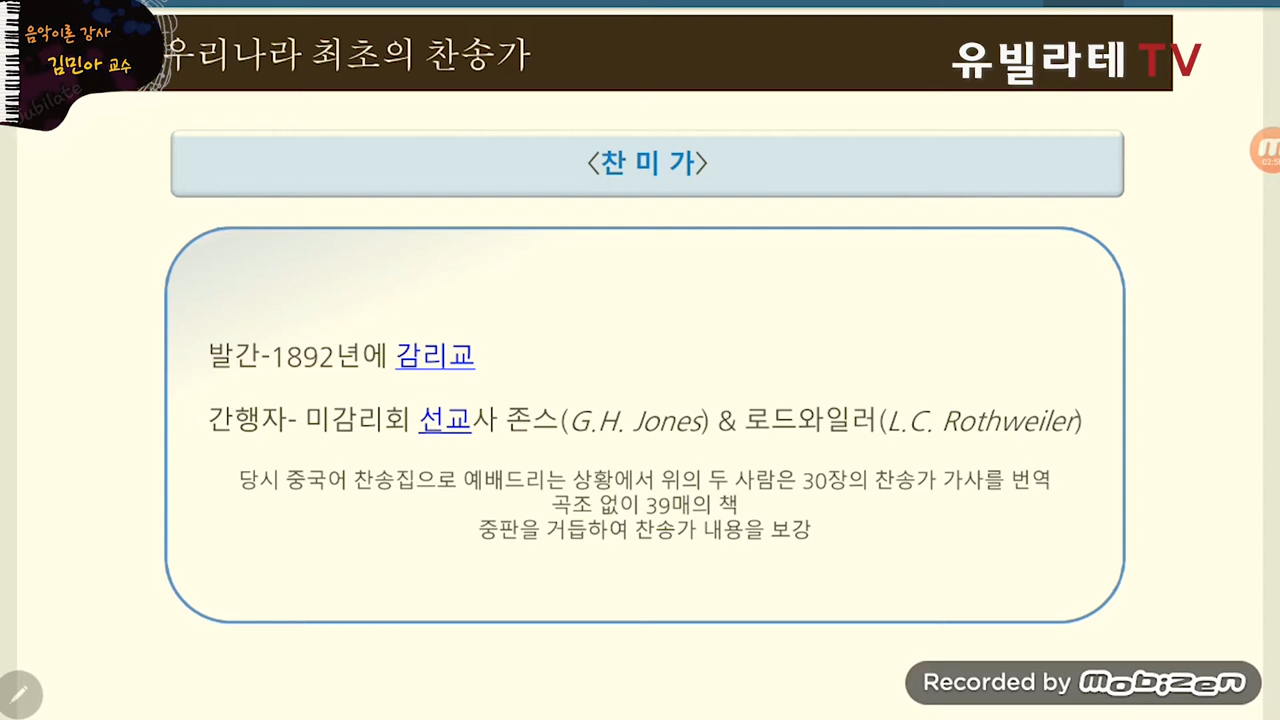 음악이론 강사
김민아 교수
Jubilate
우리나라 최초의 찬송가
유빌라테 TV
<찬 미 가>
02:5
발간-1892년에 감리교
간행자- 미감리회 선교사 존스(G.H. Jones) & 로드와일러(L.C. Rothweiler)
당시 중국어 찬송집으로 예배드리는 상황에서 위의 두 사람은 30장의 찬송가 가사를 번역
곡조 없이 39매의 책
중판을 거듭하여 찬송가 내용을 보강
Recorded by mobizen